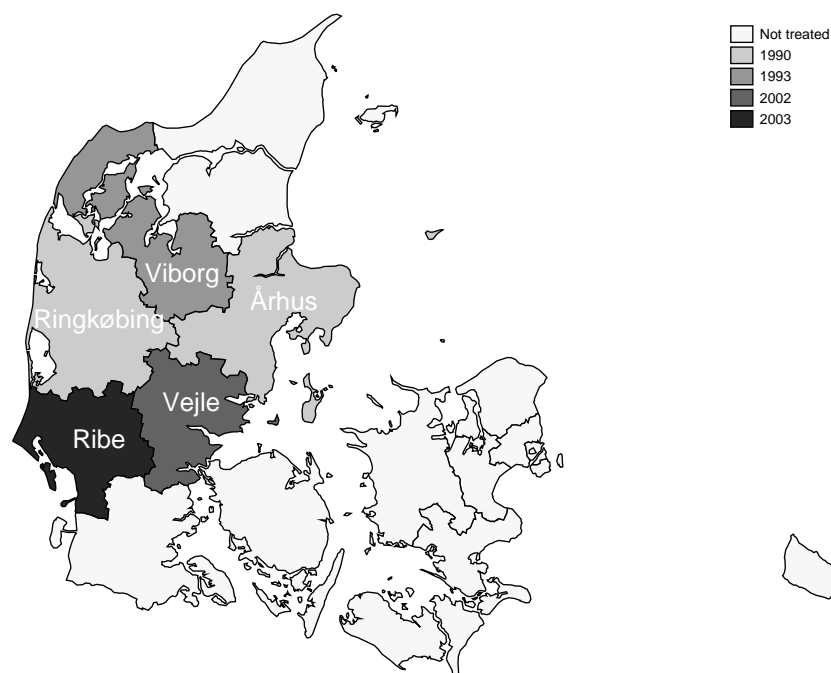 Not treated
1990
1993
2002
2003
Viborg
Århus
Ringkøbing
Vejle
Ribe